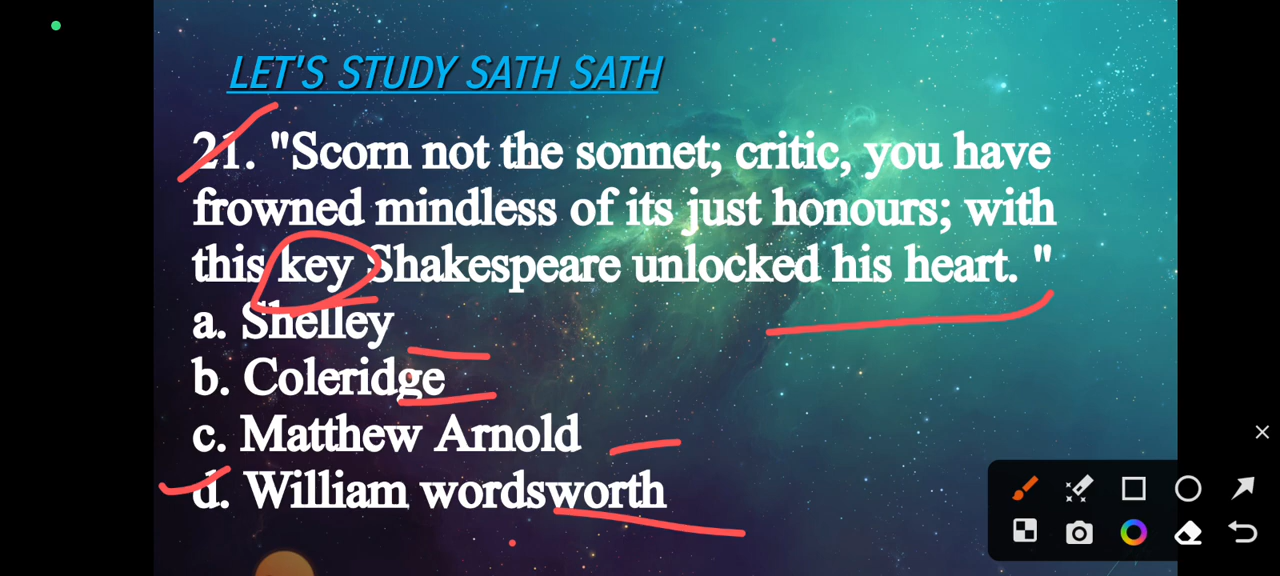 LET'S STUDY SATH SATH
21. "Scorn not the sonnet; critic, you have
frowned mindless of its just honours; with
this key Shakespeare unlocked his heart. "
a. Shelley
b. Coleridge
c. Matthew Arnold
d. William wordsworth